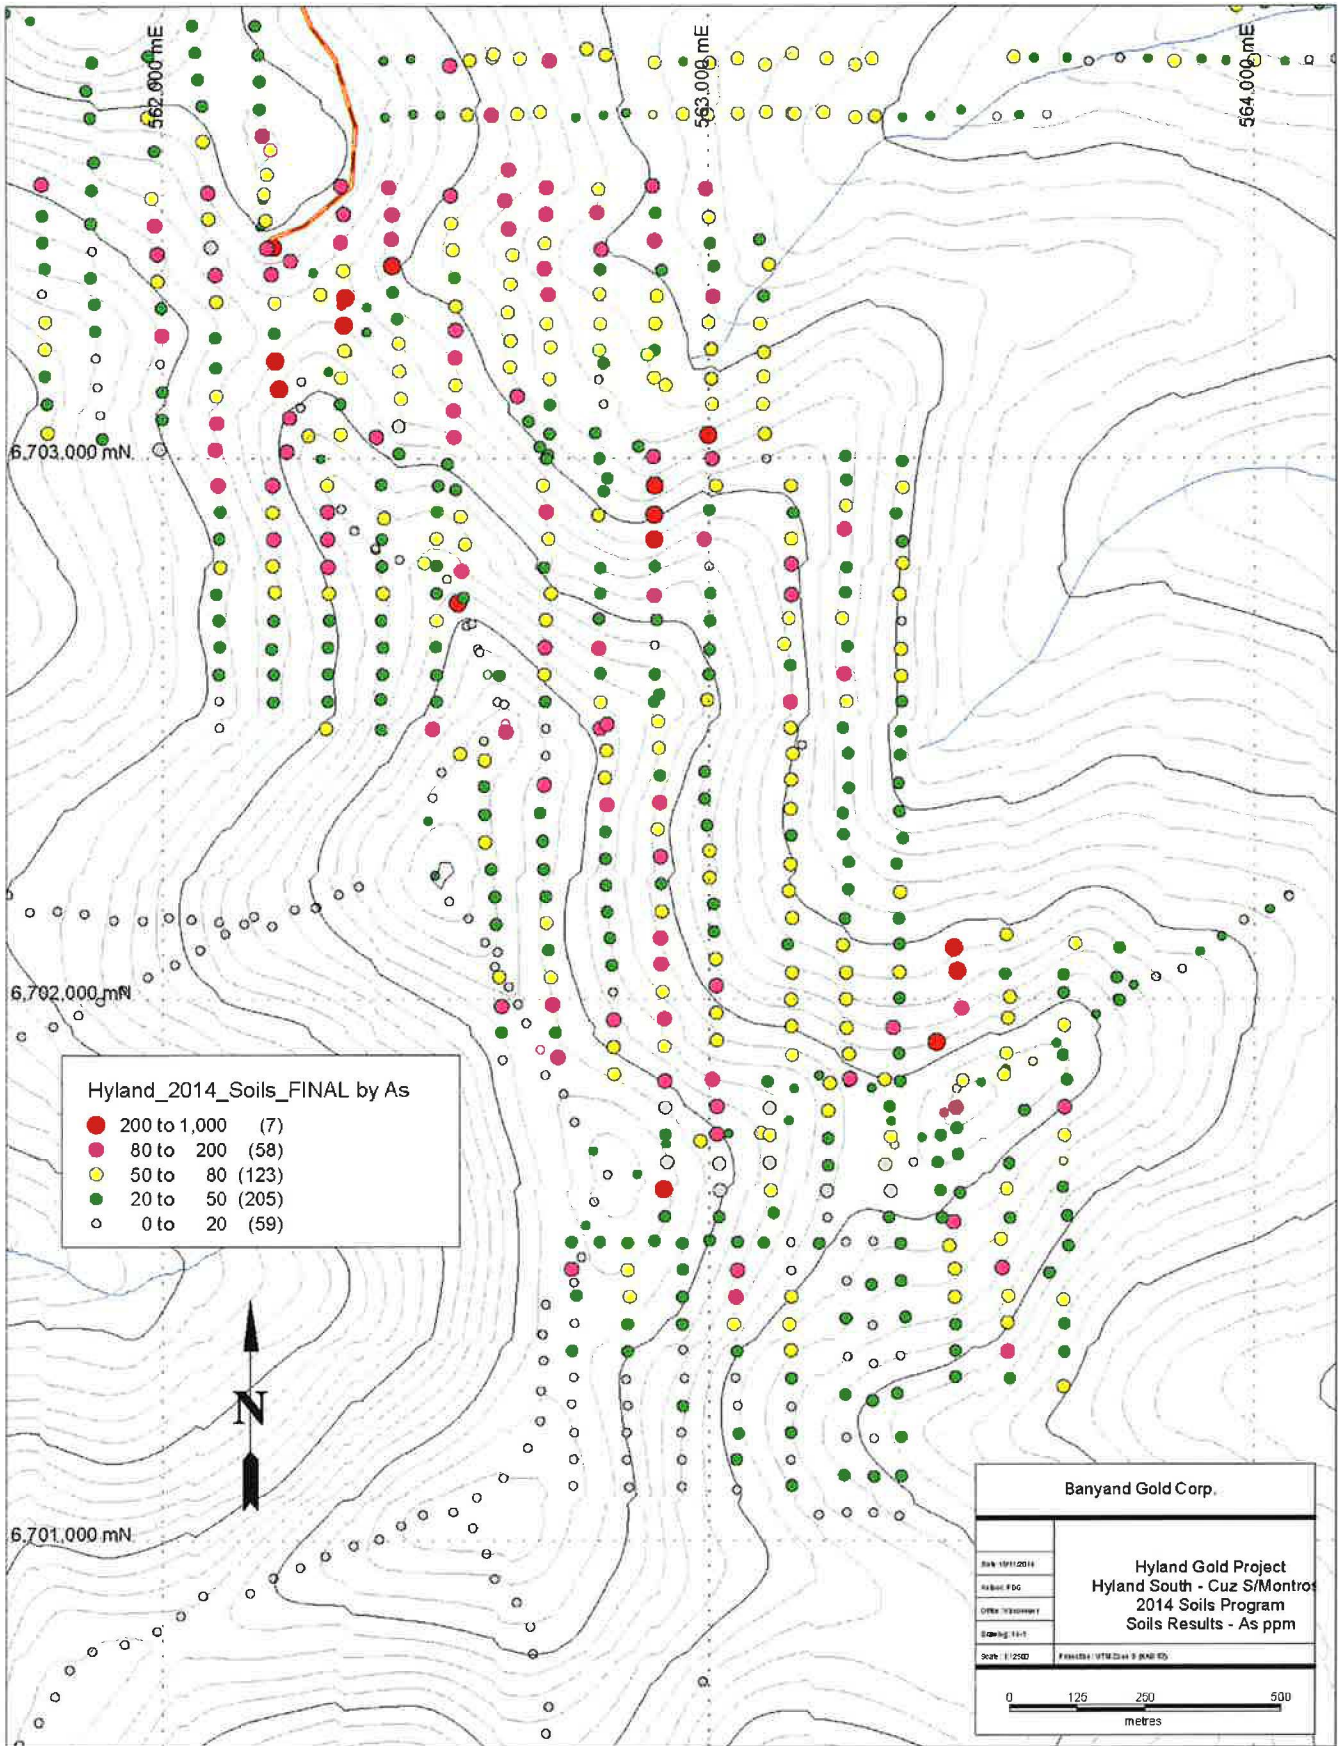 562.000 mE
563.000 mE
564.000 mE
6,703.000 mN
6,702.000 mN
Hyland_2014_Soils_FINAL by As
200 to 1,000 (7)
80 to 200 (58)
50 to 80 (123)
20 to 50 (205)
0 to 20 (59)
N
6,701,000 mN
Banyand Gold Corp.
Hyland Gold Project
Hyland South - Cuz S/Montros
2014 Soils Program
Soils Results - As ppm
0 125 250 500
metres